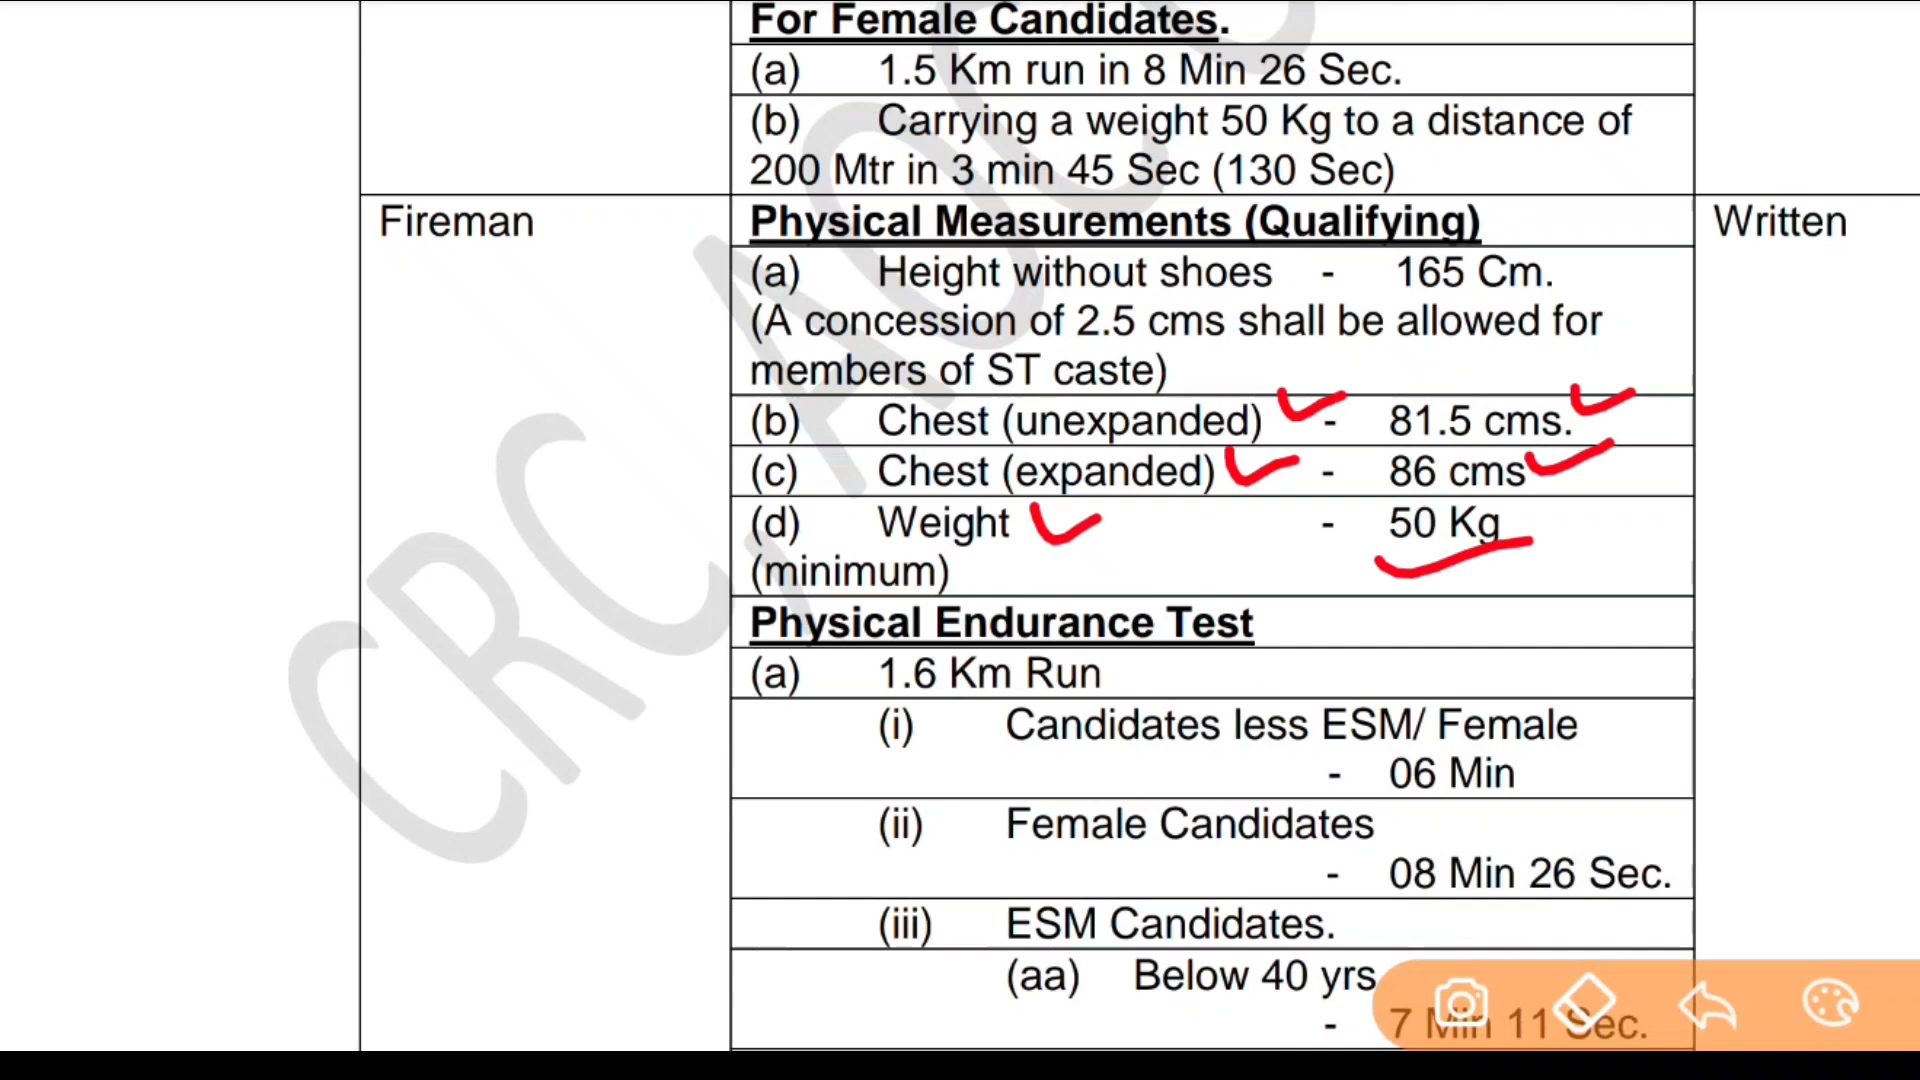 For Female Candidates.
(a) 1.5 Km run in 8 Min 26 Sec.
(b) Carrying a weight 50 Kg to a distance of
200 Mtr in 3 min 45 Sec (130 Sec)
Fireman
Physical Measurements (Qualifying)
Written
(a) Height without shoes - 165 Cm.
(A concession of 2.5 cms shall be allowed for
members of ST caste)
(b) Chest (unexpanded) - 81.5 cms.
(c) Chest (expanded) - 86 cms
(d) Weight - 50 Kg
(minimum)
Physical Endurance Test
(a) 1.6 Km Run
(i) Candidates less ESM/ Female
- 06 Min
(ii) Female Candidates
- 08 Min 26 Sec.
(iii) ESM Candidates.
(aa) Below 40 yrs
- 7 Min 11 Sec.
CRC, AOC